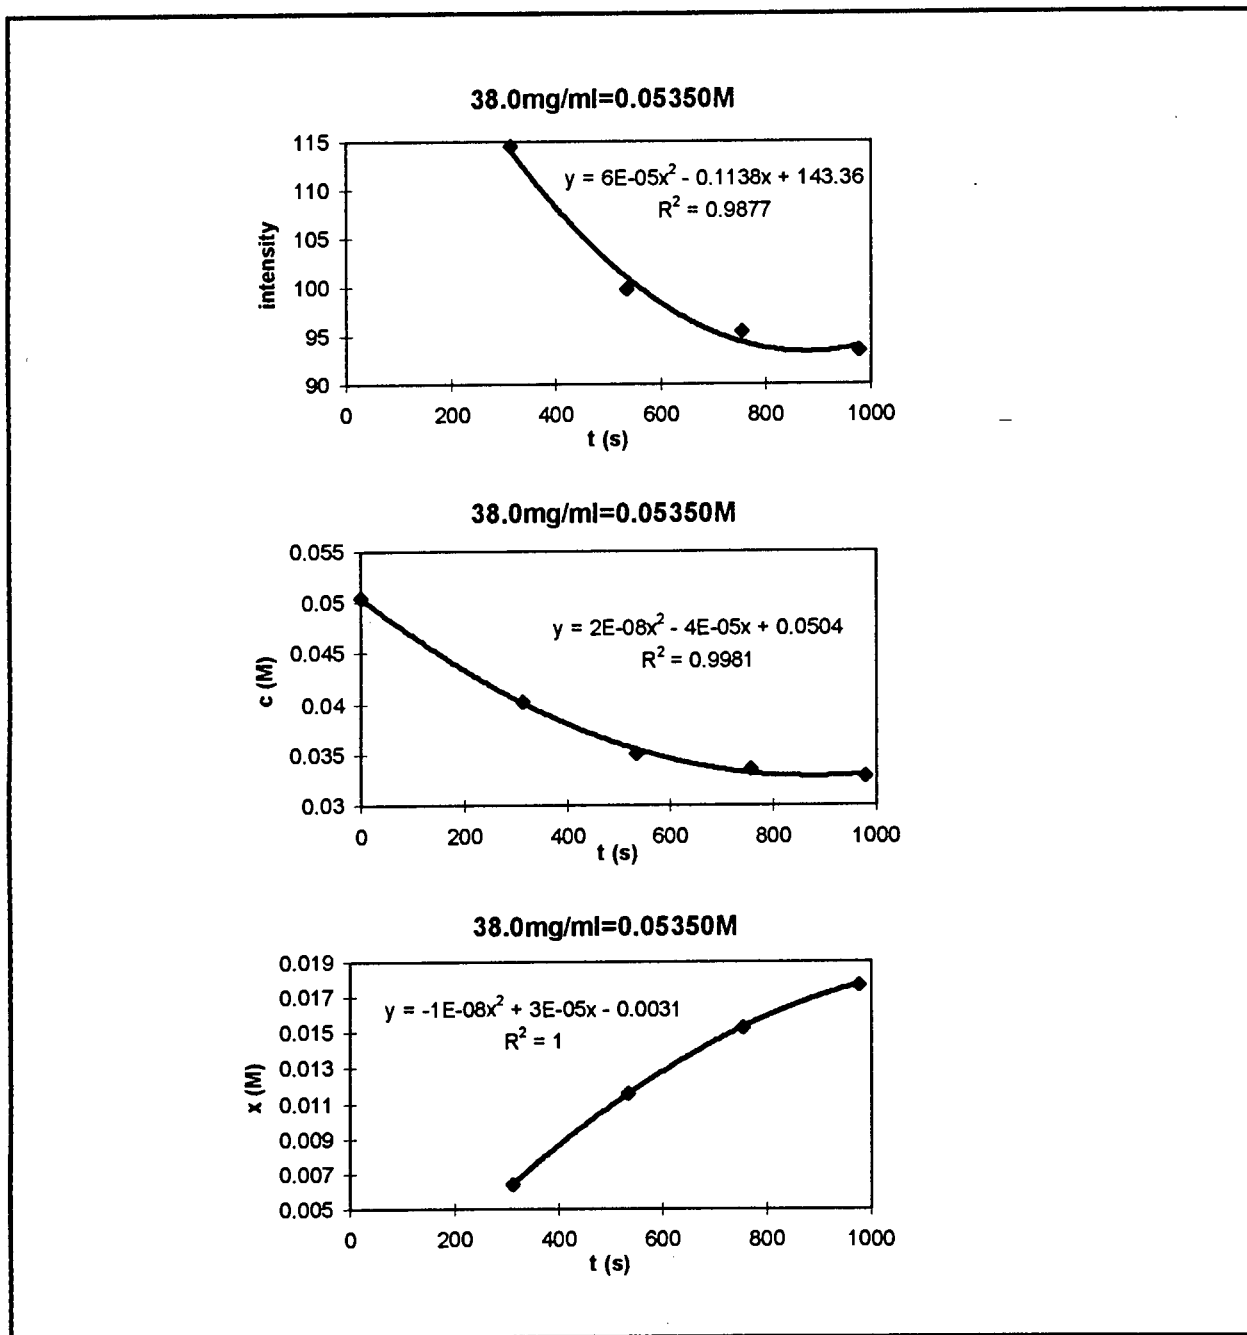 38.0mg/ml=0.05350M
115
110
105
100
95
90
intensity
y = 6E-05x² - 0.1138x + 143.36
R² = 0.9877
0 200 400 600 800 1000
t (s)
38.0mg/ml=0.05350M
0.055
0.05
0.045
0.04
0.035
0.03
c (M)
y = 2E-08x² - 4E-05x + 0.0504
R² = 0.9981
0 200 400 600 800 1000
t (s)
38.0mg/ml=0.05350M
0.019
0.017
0.015
0.013
0.011
0.009
0.007
0.005
x (M)
y = -1E-08x² + 3E-05x - 0.0031
R² = 1
0 200 400 600 800 1000
t (s)